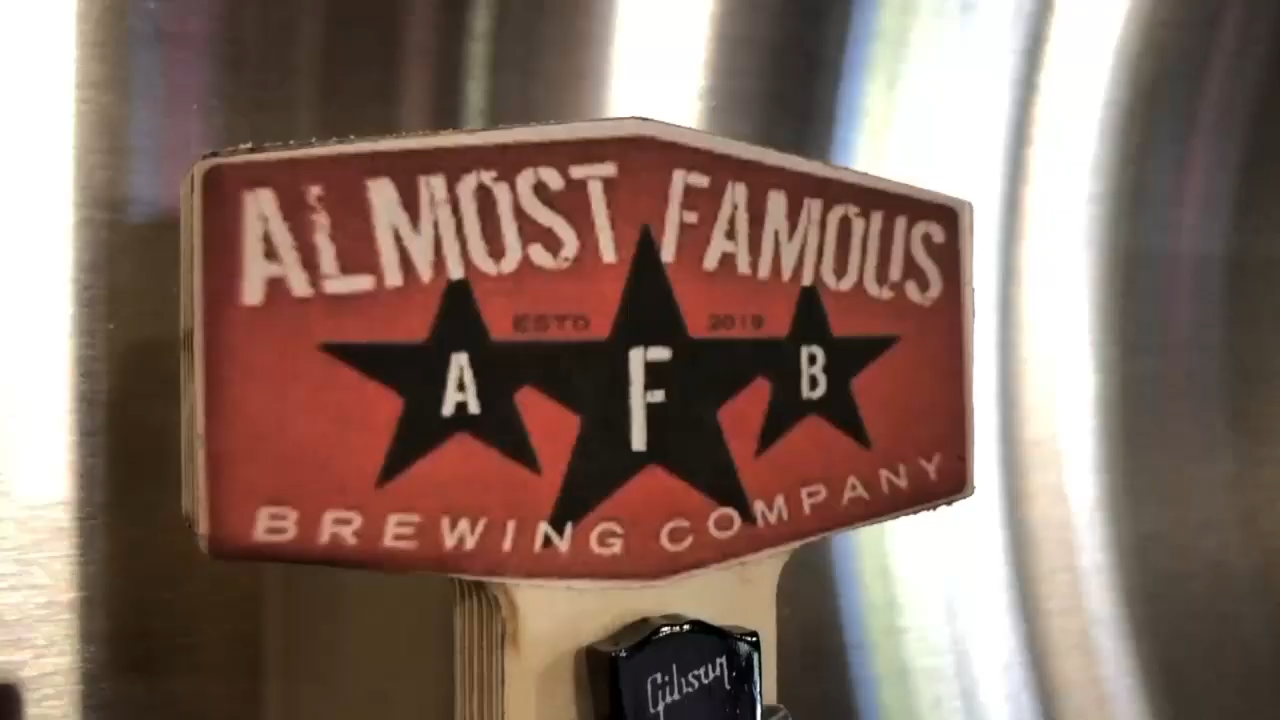 ALMOST FAMOUS
ESTD 2019
A F B
BREWING COMPANY
Gibson